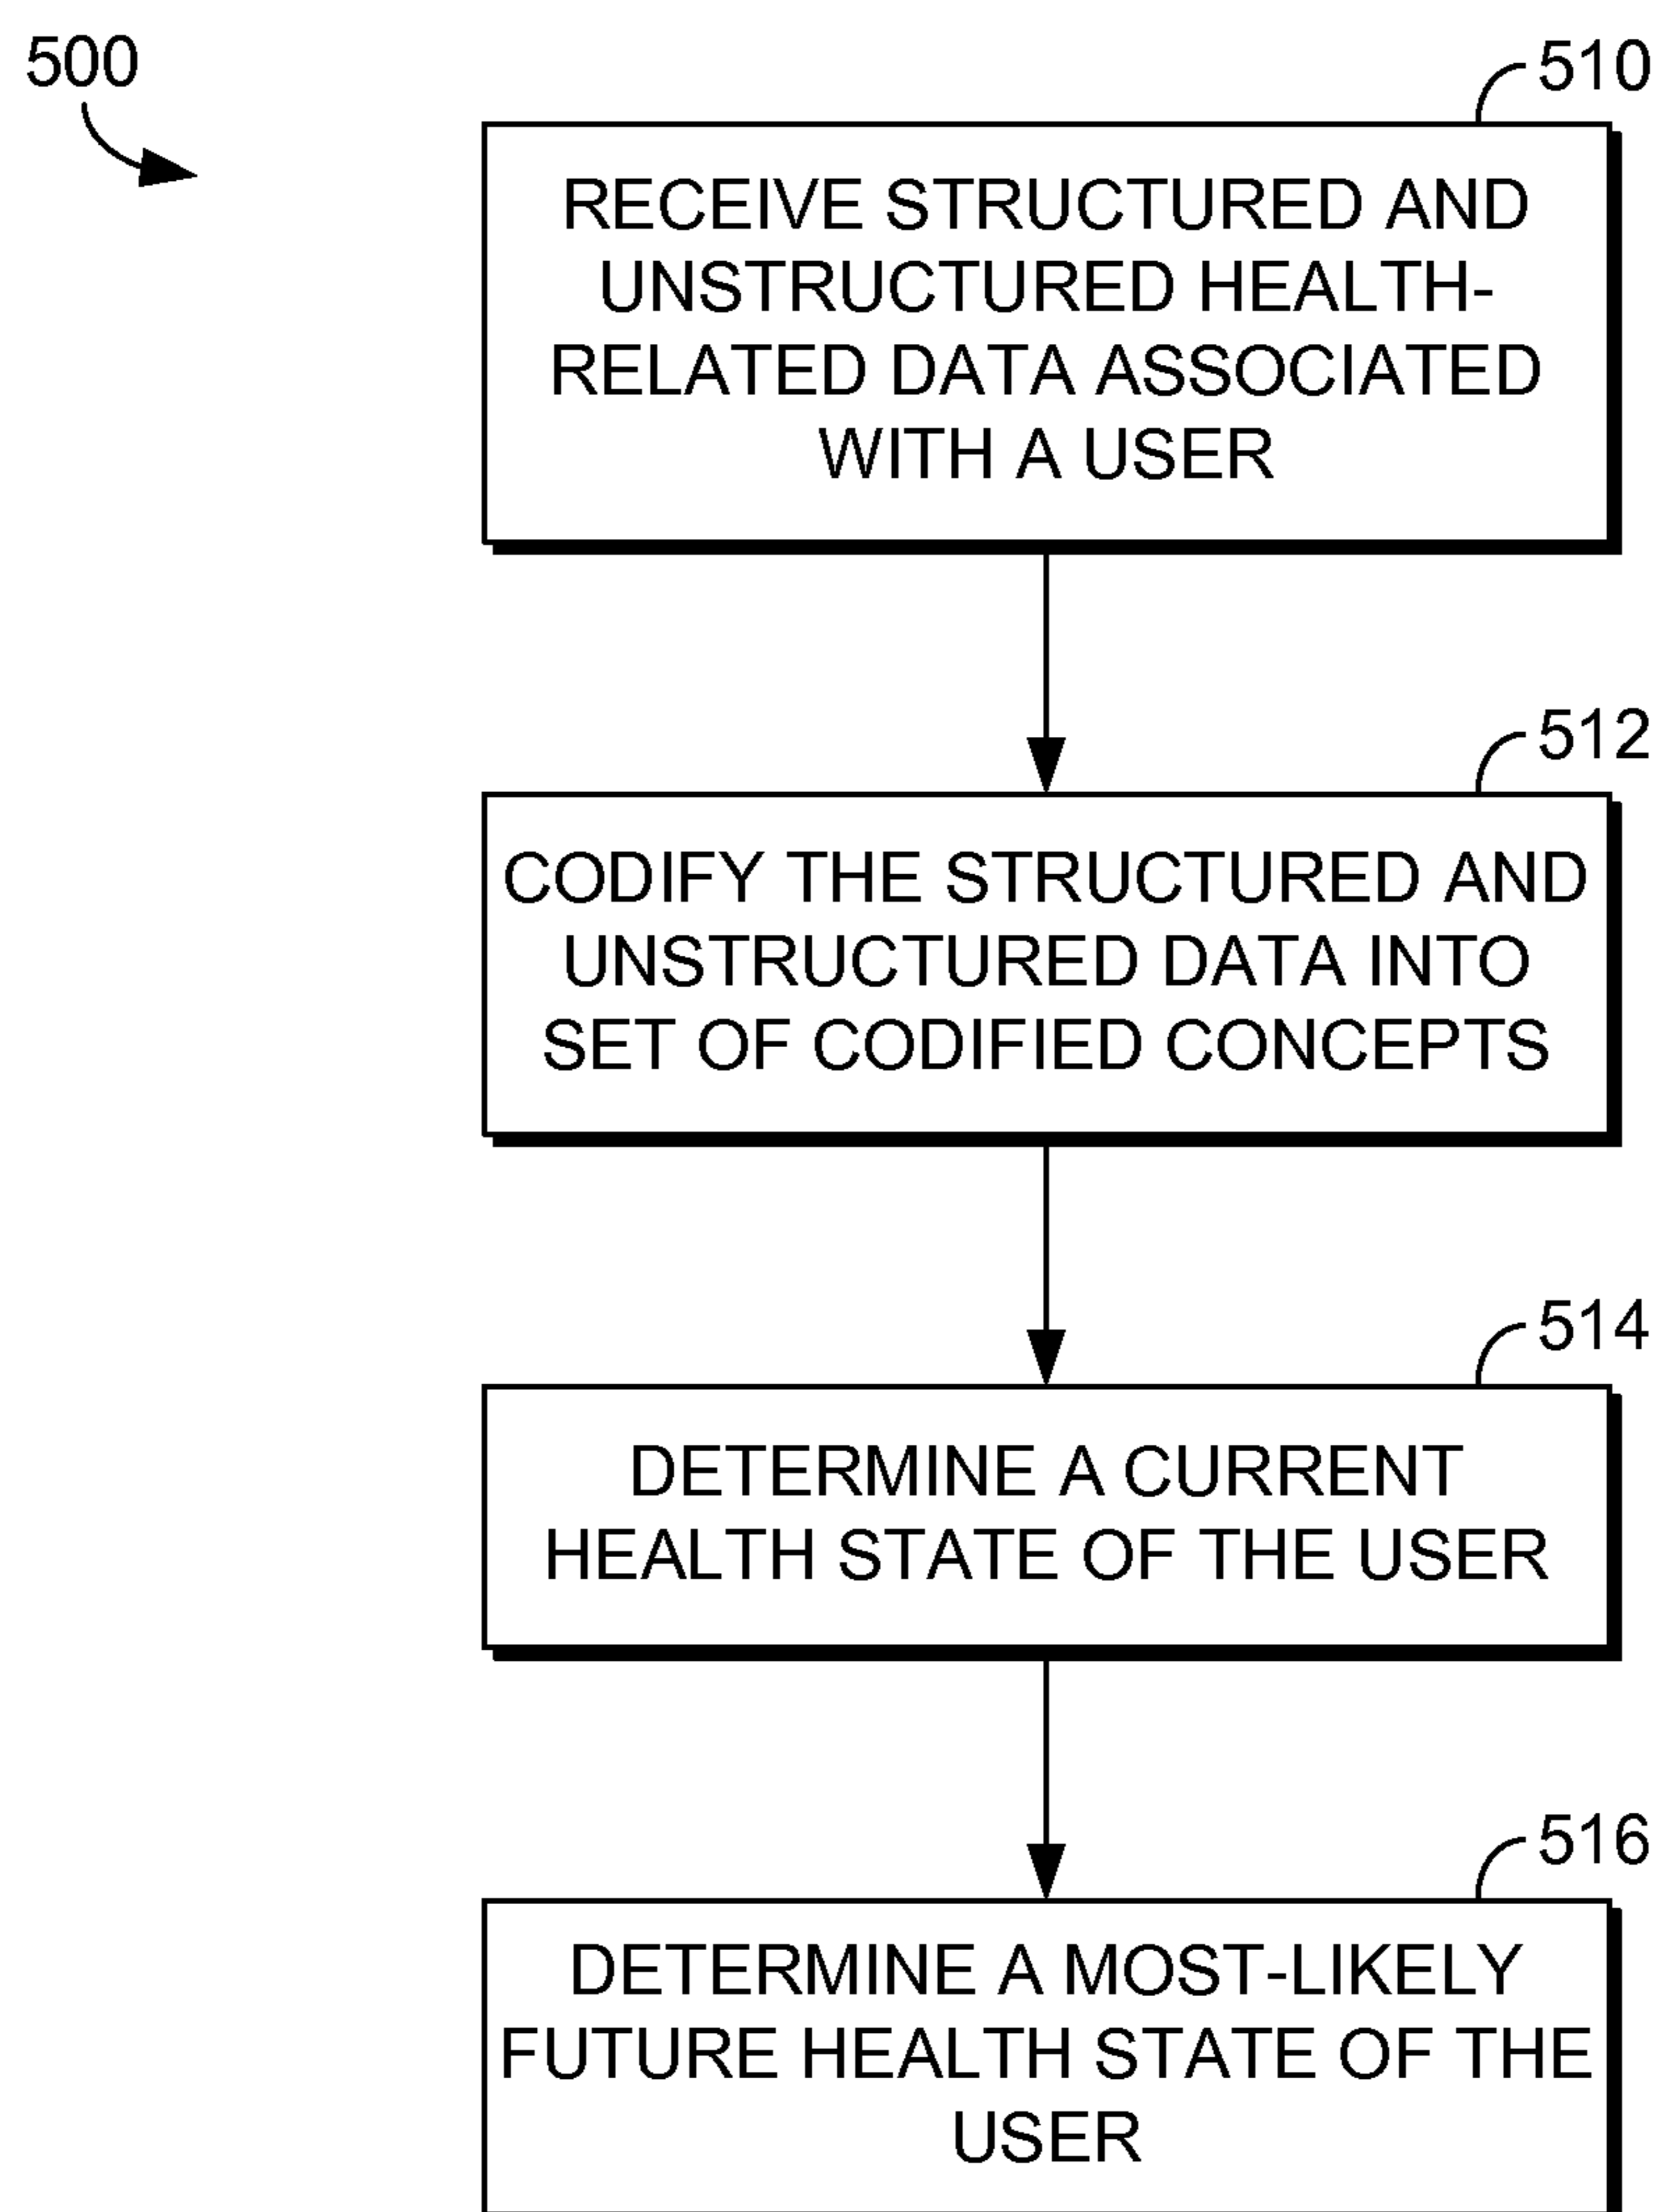 500
510
RECEIVE STRUCTURED AND
UNSTRUCTURED HEALTH-
RELATED DATA ASSOCIATED
WITH A USER
512
CODIFY THE STRUCTURED AND
UNSTRUCTURED DATA INTO
SET OF CODIFIED CONCEPTS
514
DETERMINE A CURRENT
HEALTH STATE OF THE USER
516
DETERMINE A MOST-LIKELY
FUTURE HEALTH STATE OF THE
USER